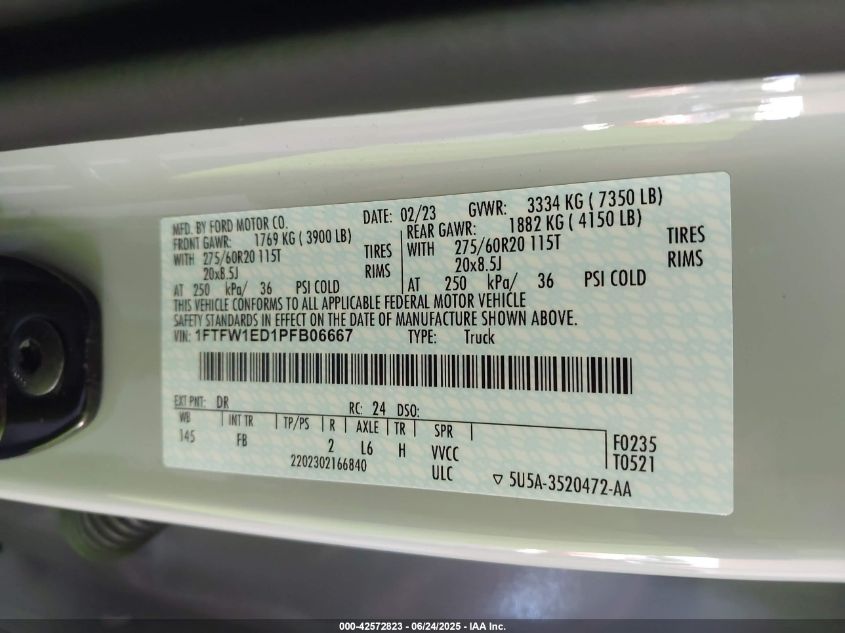 MFD. BY FORD MOTOR CO.
DATE: 02/23
GVWR: 3334 KG ( 7350 LB)
FRONT GAWR: 1769 KG ( 3900 LB)
REAR GAWR: 1882 KG ( 4150 LB)
WITH 275/60R20 115T TIRES
WITH 275/60R20 115T TIRES
20x8.5J RIMS
20x8.5J RIMS
AT 250 kPa/ 36 PSI COLD
AT 250 kPa/ 36 PSI COLD
THIS VEHICLE CONFORMS TO ALL APPLICABLE FEDERAL MOTOR VEHICLE
SAFETY STANDARDS IN EFFECT ON THE DATE OF MANUFACTURE SHOWN ABOVE.
VIN: 1FTFW1ED1PFB06667
TYPE: Truck
EXT PNT: DR
RC: 24 DSO:
WB INT TR TP/PS R AXLE TR SPR
145 FB 2 L6 H VVCC
ULC
F0235
T0521
2202302166840
▽ 5U5A-3520472-AA
000-42572823 - 06/24/2025 - IAA Inc.